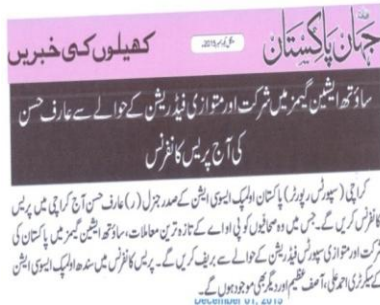 جہان پاکستان
کھیلوں کی خبریں
ساؤتھ ایشین گیمز میں شرکت اور متوازی فیڈریشن کے حوالے سے عارف حسن
کی آج پریس کانفرنس
کراچی (سپورٹس رپورٹر) پاکستان اولمپک ایسوسی ایشن کے صدر جنرل (ر) عارف حسن آج کراچی میں پریس
کانفرنس کریں گے۔ جس میں وہ صحافیوں کو پی او اے کے تازہ ترین معاملات، ساؤتھ ایشین گیمز میں پاکستان کی
شرکت اور متوازی سپورٹس فیڈریشن کے حوالے سے بریف کریں گے۔ پریس کانفرنس میں سندھ اولمپک ایسوسی ایشن
کے سیکرٹری احمد علی، آصف عظیم اور دیگر بھی موجود ہوں گے۔
December 01, 2015